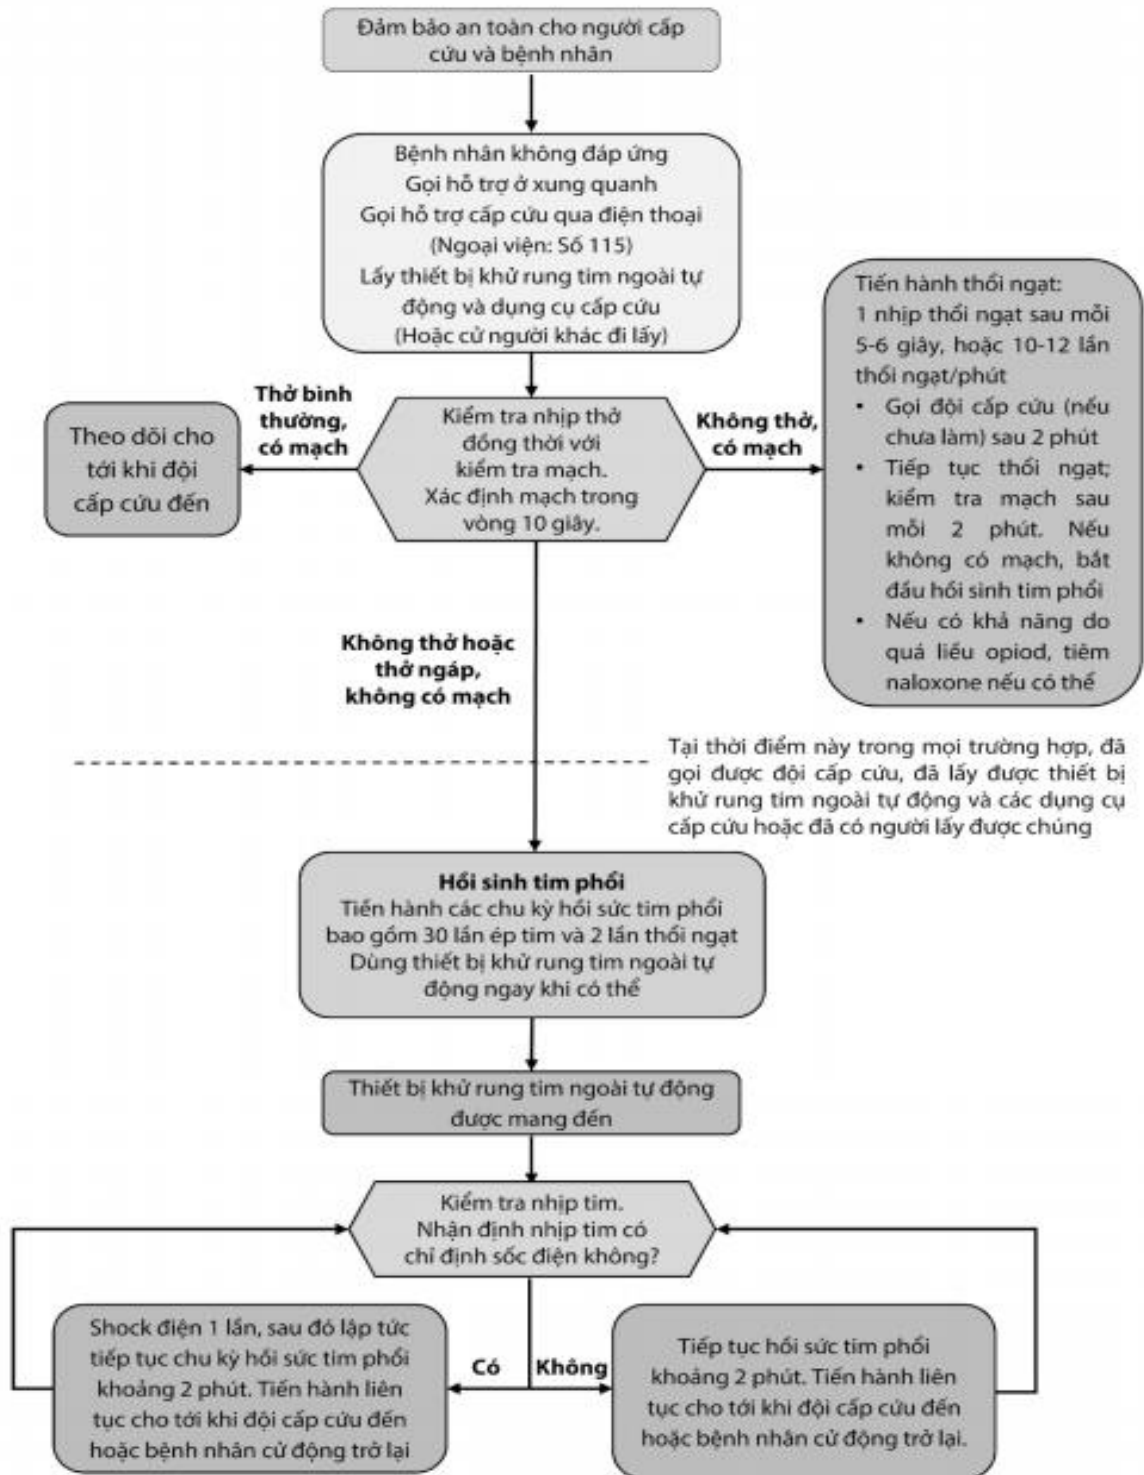 Đảm bảo an toàn cho người cấp
cứu và bệnh nhân
Bệnh nhân không đáp ứng
Gọi hỗ trợ ở xung quanh
Gọi hỗ trợ cấp cứu qua điện thoại
(Ngoại viện: Số 115)
Lấy thiết bị khử rung tim ngoài tự
động và dụng cụ cấp cứu
(Hoặc cử người khác đi lấy)
Thở bình
thường,
có mạch
Theo dõi cho
tới khi đội
cấp cứu đến
Kiểm tra nhịp thở
đồng thời với
kiểm tra mạch.
Xác định mạch trong
vòng 10 giây.
Không thở,
có mạch
Tiến hành thổi ngạt:
1 nhịp thổi ngạt sau mỗi
5-6 giây, hoặc 10-12 lần
thổi ngạt/phút
• Gọi đội cấp cứu (nếu
chưa làm) sau 2 phút
• Tiếp tục thổi ngạt;
kiểm tra mạch sau
mỗi 2 phút. Nếu
không có mạch, bắt
đầu hồi sinh tim phổi
• Nếu có khả năng do
quá liều opiod, tiêm
naloxone nếu có thể
Không thở hoặc
thở ngáp,
không có mạch
Tại thời điểm này trong mọi trường hợp, đã
gọi được đội cấp cứu, đã lấy được thiết bị
khử rung tim ngoài tự động và các dụng cụ
cấp cứu hoặc đã có người lấy được chúng
Hồi sinh tim phổi
Tiến hành các chu kỳ hồi sức tim phổi
bao gồm 30 lần ép tim và 2 lần thổi ngạt
Dùng thiết bị khử rung tim ngoài tự
động ngay khi có thể
Thiết bị khử rung tim ngoài tự động
được mang đến
Kiểm tra nhịp tim.
Nhận định nhịp tim có
chỉ định sốc điện không?
Shock điện 1 lần, sau đó lập tức
tiếp tục chu kỳ hồi sức tim phổi
khoảng 2 phút. Tiến hành liên
tục cho tới khi đội cấp cứu đến
hoặc bệnh nhân cử động trở lại
Có
Không
Tiếp tục hồi sức tim phổi
khoảng 2 phút. Tiến hành liên
tục cho tới khi đội cấp cứu đến
hoặc bệnh nhân cử động trở lại.